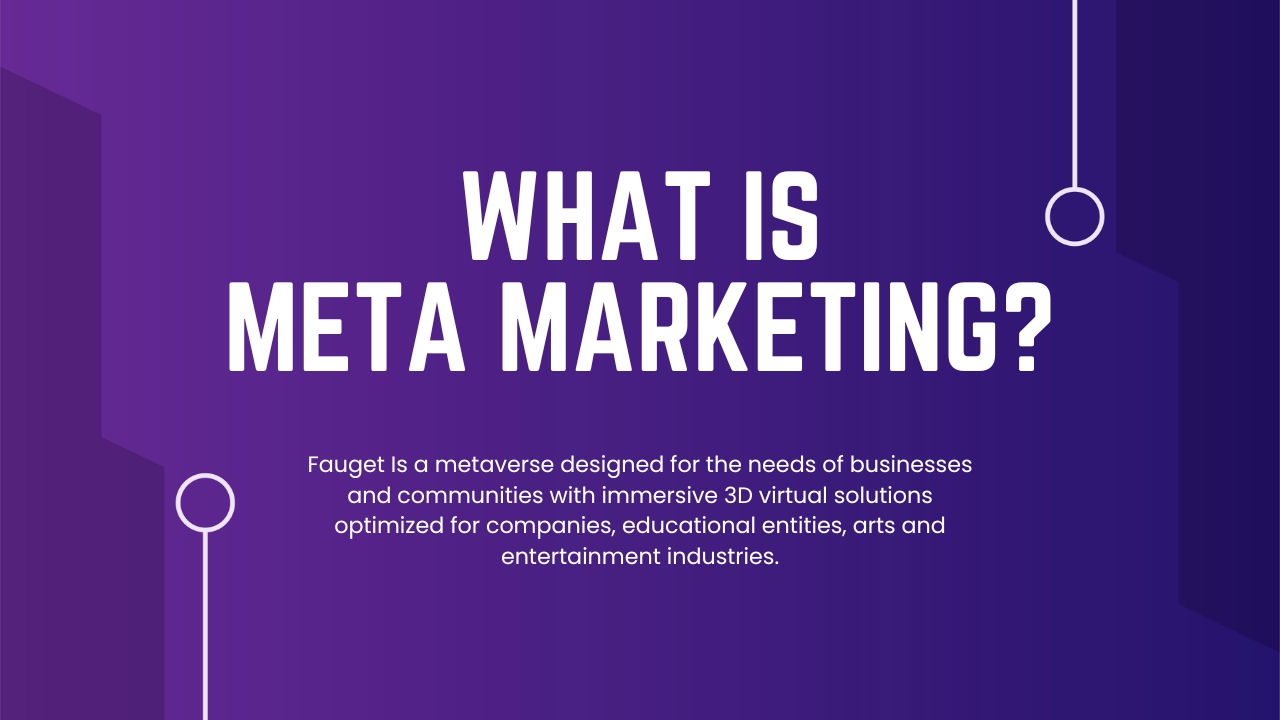 WHAT IS
META MARKETING?
Fauget Is a metaverse designed for the needs of businesses
and communities with immersive 3D virtual solutions
optimized for companies, educational entities, arts and
entertainment industries.